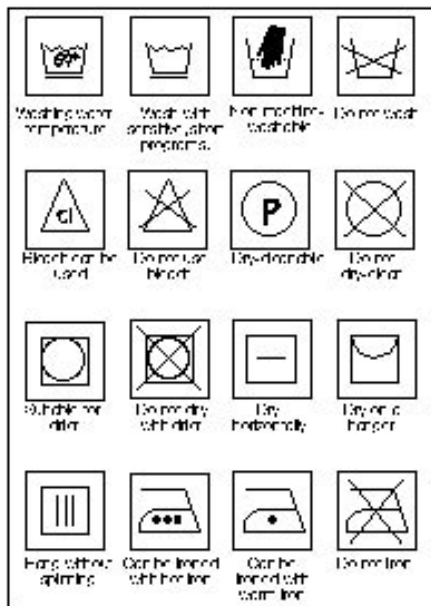 Washing water
temperature
Wash with
sensitive, short
programs.
Non machine-
washable
Do not wash
cl
Bleach can be
used
Do not use
bleach
P
Dry-cleanable
Do not
dry-clean
Suitable for
drier
Do not dry
with drier
Dry
horizontally
Dry on a
hanger
Hang without
spinning
Can be ironed
with hot iron
Can be
ironed with
warm iron
Do not iron